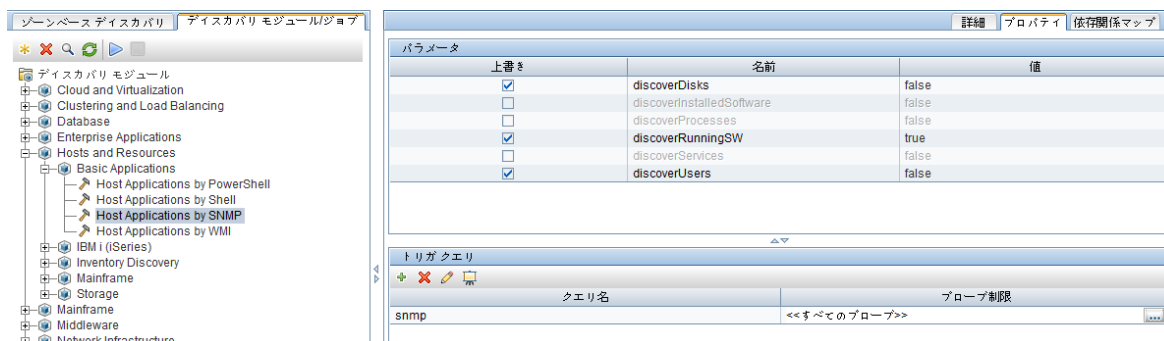 ゾーンベース ディスカバリ
ディスカバリ モジュール/ジョブ
ディスカバリ モジュール
Cloud and Virtualization
Clustering and Load Balancing
Database
Enterprise Applications
Hosts and Resources
Basic Applications
Host Applications by PowerShell
Host Applications by Shell
Host Applications by SNMP
Host Applications by WMI
IBM i (iSeries)
Inventory Discovery
Mainframe
Storage
Mainframe
Middleware
Network Infrastructure
詳細 プロパティ 依存関係マップ
パラメータ
上書き 名前 値
discoverDisks false
discoverInstalledSoftware false
discoverProcesses false
discoverRunningSW true
discoverServices false
discoverUsers false
トリガ クエリ
クエリ名 プローブ制限
snmp <<すべてのプローブ>> ...